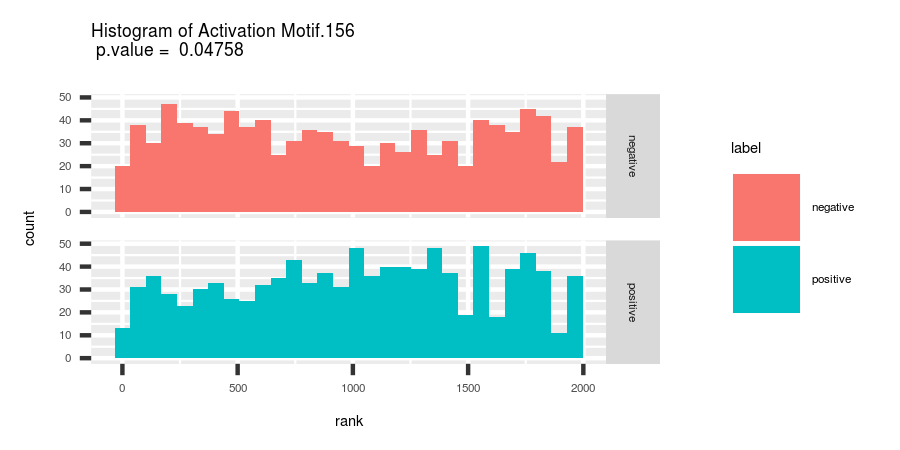 Histogram of Activation Motif.156
p.value = 0.04758
count
50
40
30
20
10
0
negative
50
40
30
20
10
0
positive
0 500 1000 1500 2000
rank
label
negative
positive